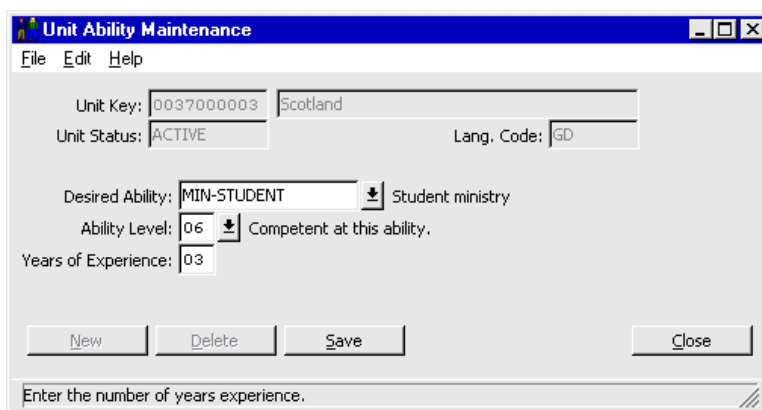 Unit Ability Maintenance
File Edit Help
Unit Key: 0037000003 Scotland
Unit Status: ACTIVE Lang. Code: GD
Desired Ability: MIN-STUDENT Student ministry
Ability Level: 06 Competent at this ability.
Years of Experience: 03
New Delete Save Close
Enter the number of years experience.